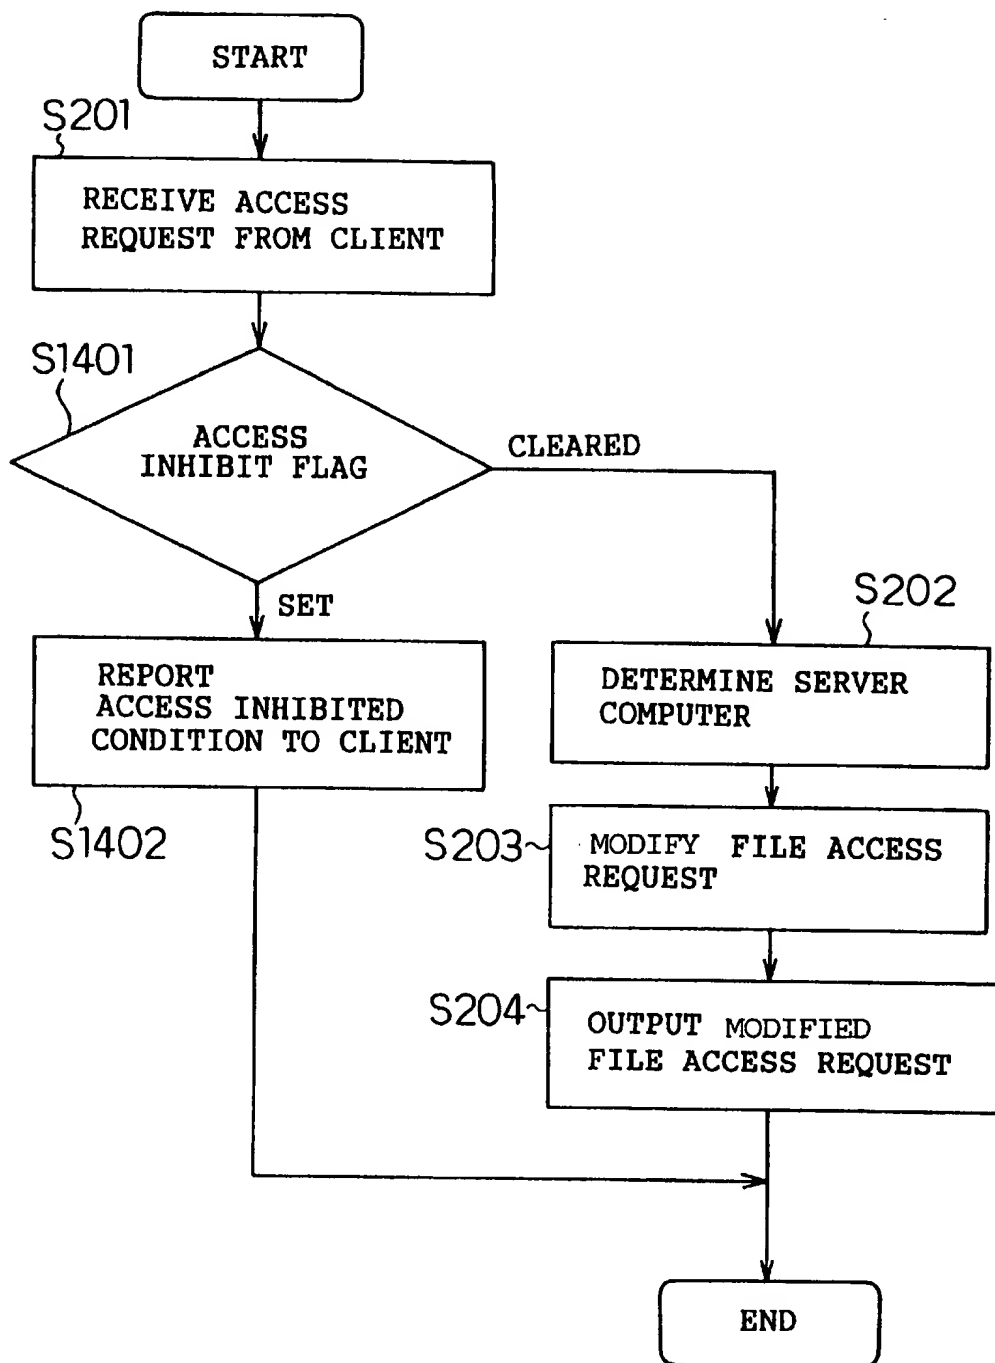 START
S201
RECEIVE ACCESS
REQUEST FROM CLIENT
S1401
ACCESS
INHIBIT FLAG
CLEARED
SET
REPORT
ACCESS INHIBITED
CONDITION TO CLIENT
S1402
S202
DETERMINE SERVER
COMPUTER
S203
MODIFY FILE ACCESS
REQUEST
S204
OUTPUT MODIFIED
FILE ACCESS REQUEST
END